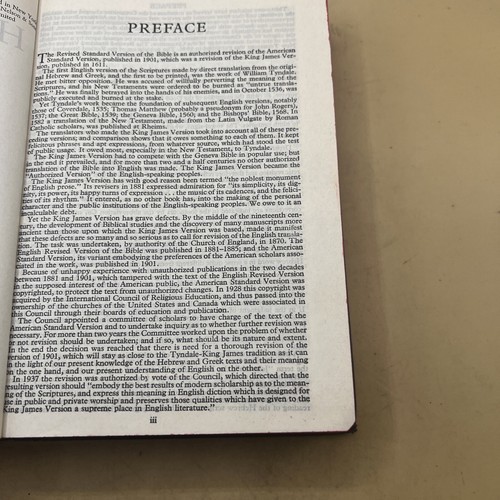 d in New York
Nelson &
mited
H
PREFACE
The Revised Standard Version of the Bible is an authorized revision of the American
Standard Version, published in 1901, which was a revision of the King James Ver-
sion, published in 1611.
The first English version of the Scriptures made by direct translation from the origi-
nal Hebrew and Greek, and the first to be printed, was the work of William Tyndale.
He met bitter opposition. He was accused of willfully perverting the meaning of the
Scriptures, and his New Testaments were ordered to be burned as "untrue transla-
tions." He was finally betrayed into the hands of his enemies, and in October 1536, was
publicly executed and burned at the stake.
Yet Tyndale's work became the foundation of subsequent English versions, notably
those of Coverdale, 1535; Thomas Matthew (probably a pseudonym for John Rogers),
1537; the Great Bible, 1539; the Geneva Bible, 1560; and the Bishops' Bible, 1568. In
1582 a translation of the New Testament, made from the Latin Vulgate by Roman
Catholic scholars, was published at Rheims.
The translators who made the King James Version took into account all of these pre-
ceding versions and comparison shows that it owes something to each of them. It kept
felicitous phrases and apt expressions, from whatever source, which had stood the test
of public usage. It owed most, especially in the New Testament, to Tyndale.
The King James Version had to compete with the Geneva Bible in popular use; but
in the end it prevailed, and for more than two and a half centuries no other authorized
translation of the Bible into English was made. The King James Version became the
"Authorized Version" of the English-speaking peoples.
The King James Version has with good reason been termed "the noblest monument
of English prose." Its revisers in 1881 expressed admiration for "its simplicity, its dig-
nity, its power, its happy turns of expression . . . the music of its cadences, and the felici-
ties of its rhythm." It entered, as no other book has, into the making of the personal
character and the public institutions of the English-speaking peoples. We owe to it an
incalculable debt.
Yet the King James Version has grave defects. By the middle of the nineteenth cen-
tury, the development of Biblical studies and the discovery of many manuscripts more
ancient than those upon which the King James Version was based, made it manifest
that these defects are so many and so serious as to call for revision of the English transla-
tion. The task was undertaken, by authority of the Church of England, in 1870. The
English Revised Version of the Bible was published in 1881–1885; and the American
Standard Version, its variant embodying the preferences of the American scholars asso-
ciated in the work, was published in 1901.
Because of unhappy experience with unauthorized publications in the two decades
between 1881 and 1901, which tampered with the text of the English Revised Version
in the supposed interest of the American public, the American Standard Version was
copyrighted, to protect the text from unauthorized changes. In 1928 this copyright was
acquired by the International Council of Religious Education, and thus passed into the
ownership of the churches of the United States and Canada which were associated in
this Council through their boards of education and publication.
The Council appointed a committee of scholars to have charge of the text of the
American Standard Version and to undertake inquiry as to whether further revision was
necessary. For more than two years the Committee worked upon the problem of whether
or not revision should be undertaken; and if so, what should be its nature and extent.
In the end the decision was reached that there is need for a thorough revision of the
version of 1901, which will stay as close to the Tyndale-King James tradition as it can
in the light of our present knowledge of the Hebrew and Greek texts and their meaning
on the one hand, and our present understanding of English on the other.
In 1937 the revision was authorized by vote of the Council, which directed that the
resulting version should "embody the best results of modern scholarship as to the mean-
ing of the Scriptures, and express this meaning in English diction which is designed for
use in public and private worship and preserves those qualities which have given to the
King James Version a supreme place in English literature."
iii